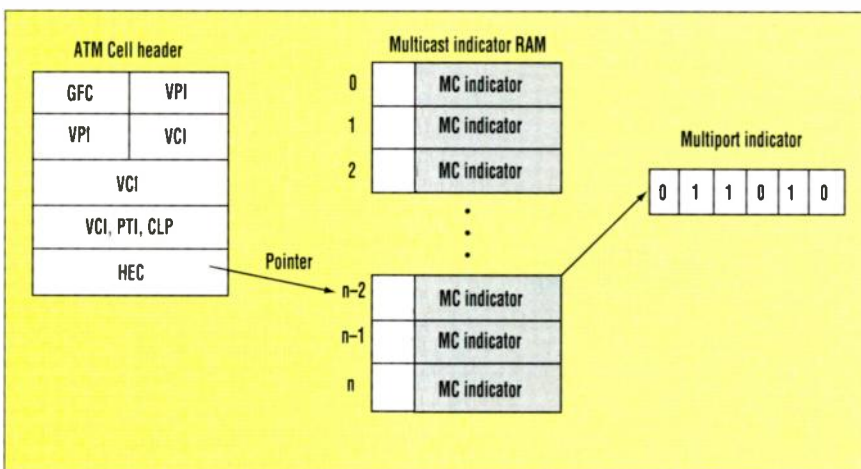 ATM Cell header
GFC VPI
VPI VCI
VCI
VCI, PTI, CLP
HEC
Pointer
Multicast indicator RAM
0 MC indicator
1 MC indicator
2 MC indicator
n–2 MC indicator
n–1 MC indicator
n MC indicator
Multiport indicator
0 1 1 0 1 0